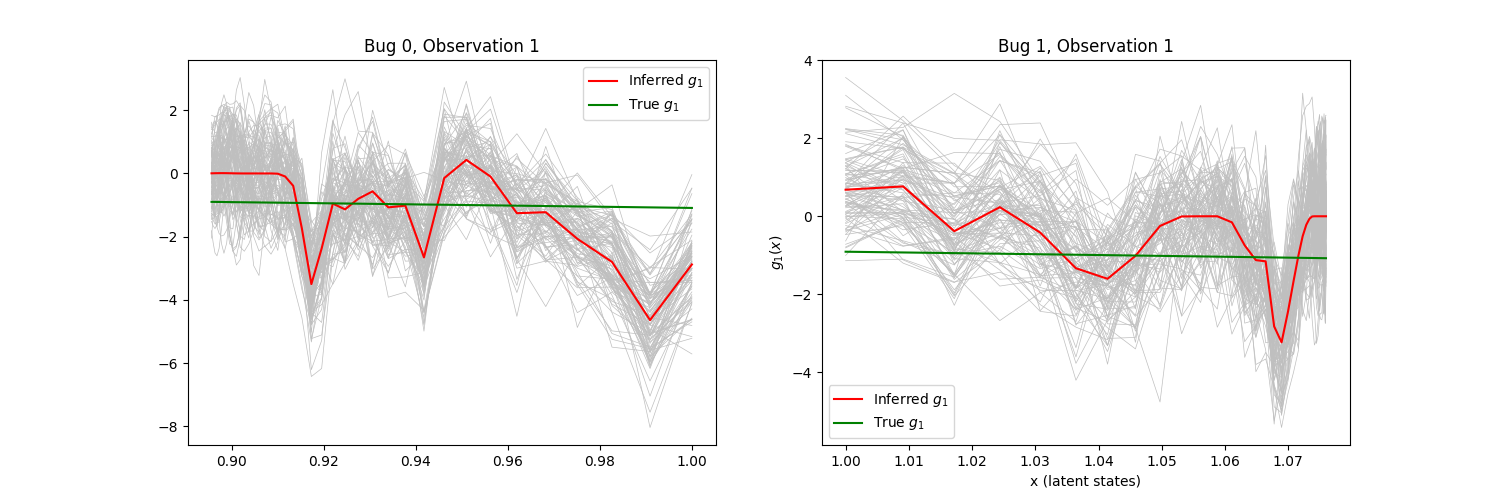 Bug 0, Observation 1
Inferred g₁
True g₁
2
0
−2
−4
−6
−8
0.90 0.92 0.94 0.96 0.98 1.00
Bug 1, Observation 1
4
2
0
−2
−4
g₁(x)
Inferred g₁
True g₁
1.00 1.01 1.02 1.03 1.04 1.05 1.06 1.07
x (latent states)